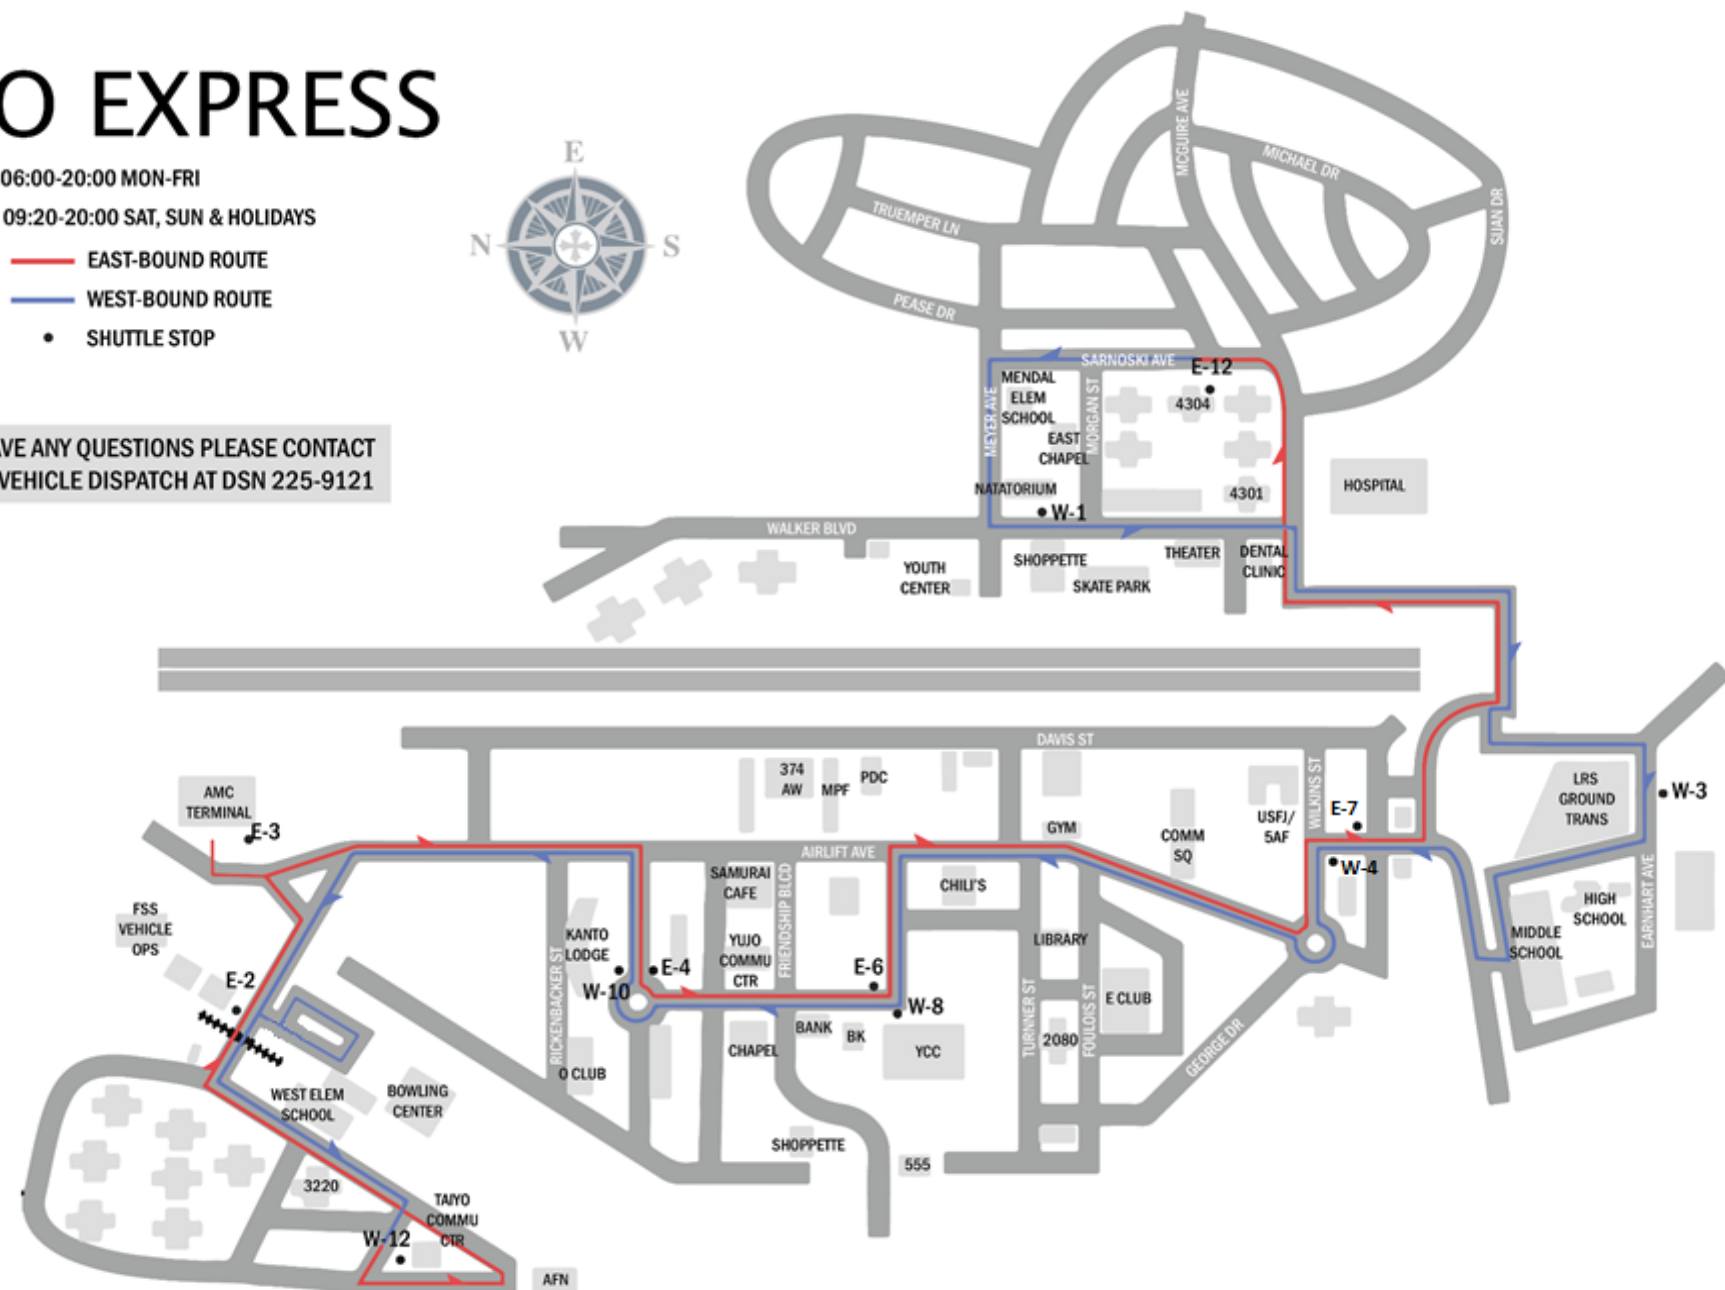 O EXPRESS
06:00-20:00 MON-FRI
09:20-20:00 SAT, SUN & HOLIDAYS
EAST-BOUND ROUTE
WEST-BOUND ROUTE
SHUTTLE STOP
AVE ANY QUESTIONS PLEASE CONTACT
VEHICLE DISPATCH AT DSN 225-9121
E
N
S
W
MCGUIRE AVE
MICHAEL DR
SUAN DR
TRUEMPER LN
PEASE DR
SARNOSKI AVE
E-12
MENDAL
ELEM
SCHOOL
MEYER AVE
MORGAN ST
4304
EAST
CHAPEL
NATATORIUM
W-1
4301
HOSPITAL
WALKER BLVD
YOUTH
CENTER
SHOPPETTE
SKATE PARK
THEATER
DENTAL
CLINIC
DAVIS ST
AMC
TERMINAL
E-3
374
AW
MPF
PDC
GYM
COMM
SQ
USFJ/
5AF
WILKINS ST
E-7
W-4
LRS
GROUND
TRANS
W-3
AIRLIFT AVE
FSS
VEHICLE
OPS
E-2
KANTO
LODGE
W-10
E-4
RICKENBACKER ST
SAMURAI
CAFE
YUJO
COMMU
CTR
FRIENDSHIP BLCD
E-6
W-8
CHILI'S
LIBRARY
E CLUB
TURNNER ST
2080
FOULOIS ST
GEORGE DR
HIGH
SCHOOL
MIDDLE
SCHOOL
EARNHART AVE
O CLUB
CHAPEL
BANK
BK
YCC
WEST ELEM
SCHOOL
BOWLING
CENTER
SHOPPETTE
555
3220
TAIYO
COMMU
CTR
W-12
AFN